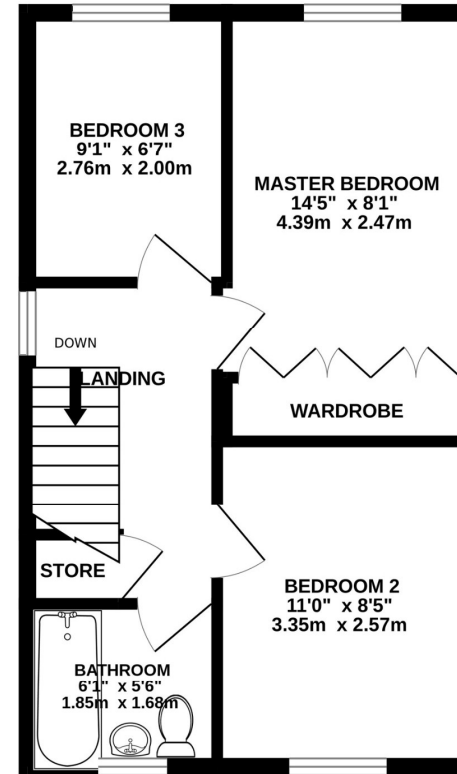 BEDROOM 3
9'1" x 6'7"
2.76m x 2.00m
MASTER BEDROOM
14'5" x 8'1"
4.39m x 2.47m
DOWN
LANDING
WARDROBE
STORE
BEDROOM 2
11'0" x 8'5"
3.35m x 2.57m
BATHROOM
6'1" x 5'6"
1.85m x 1.68m